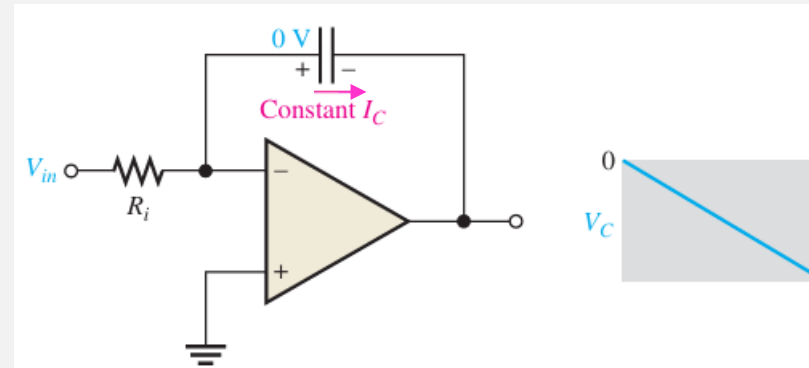 0 V
+ −
Constant I_C
V_in
R_i
−
+
0
V_C